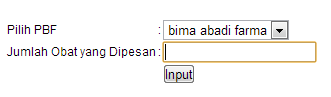 Pilih PBF : bima abadi farma
Jumlah Obat yang Dipesan :
Input